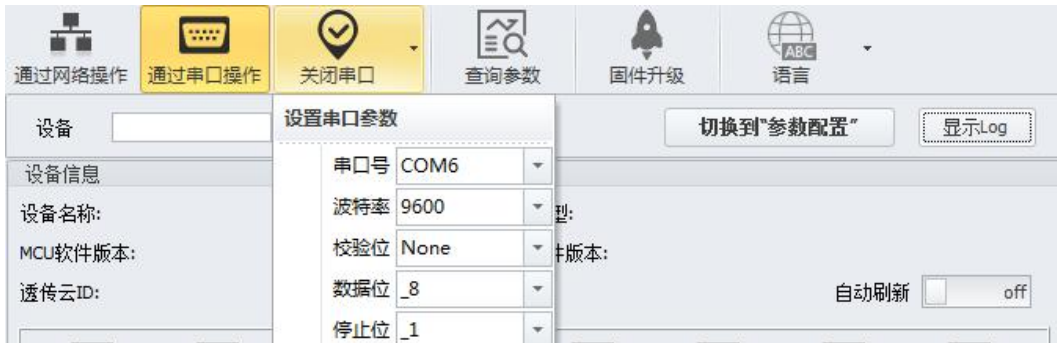 通过网络操作 通过串口操作 关闭串口 查询参数 固件升级 ABC 语言
设备 设置串口参数 切换到"参数配置" 显示Log
串口号 COM6
设备信息
波特率 9600
设备名称: 型:
校验位 None
MCU软件版本: 件版本:
数据位 _8
透传云ID: 自动刷新 off
停止位 _1